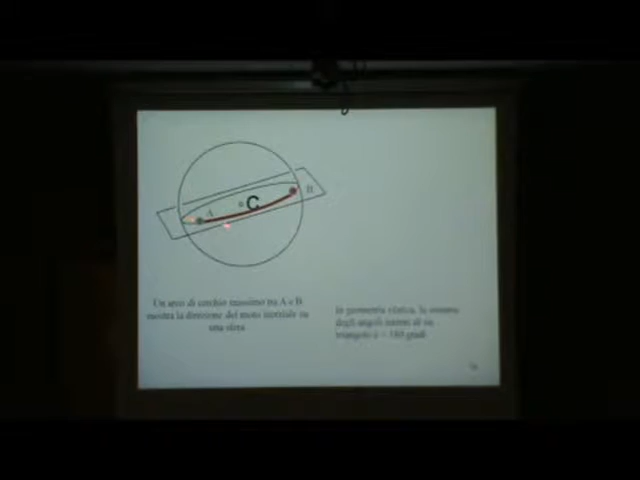 B
C
A
Un arco di cerchio massimo tra A e B
mostra la direzione del moto inerziale su
una sfera
In geometria ellittica, la somma
degli angoli interni di un
triangolo è > 180 gradi